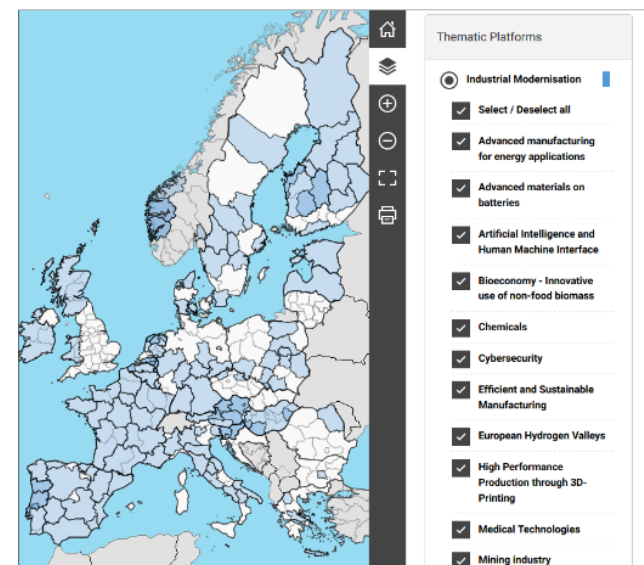 Thematic Platforms
Industrial Modernisation
Select / Deselect all
Advanced manufacturing
for energy applications
Advanced materials on
batteries
Artificial Intelligence and
Human Machine Interface
Bioeconomy - Innovative
use of non-food biomass
Chemicals
Cybersecurity
Efficient and Sustainable
Manufacturing
European Hydrogen Valleys
High Performance
Production through 3D-
Printing
Medical Technologies
Mining industry